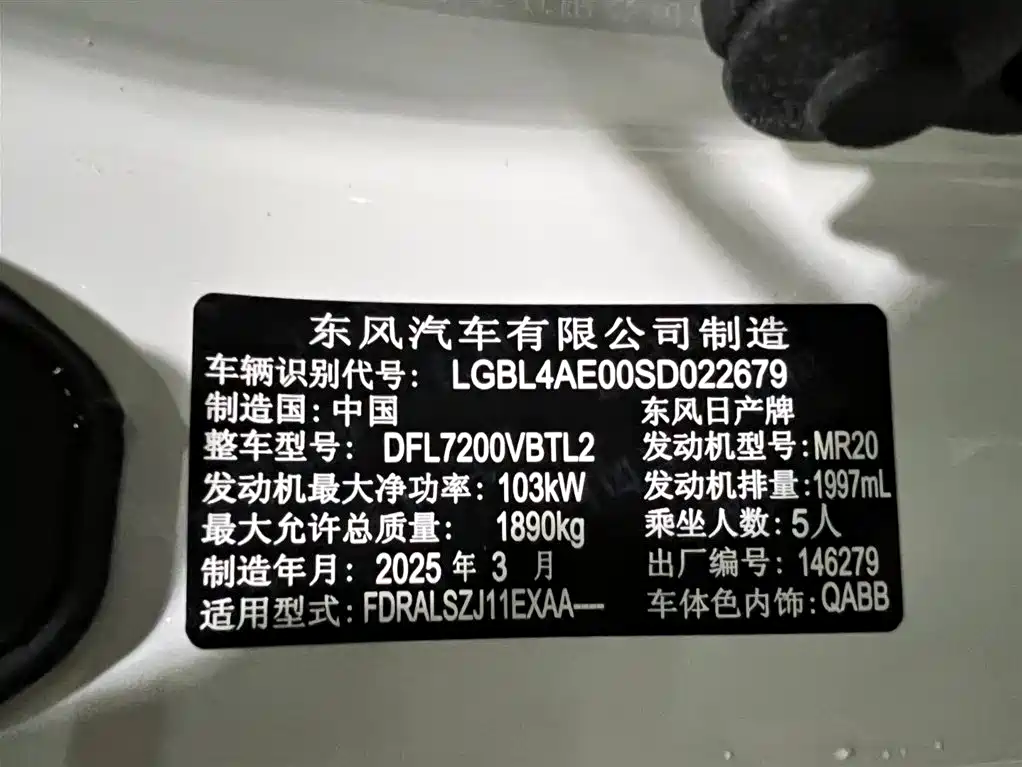 东风汽车有限公司制造
车辆识别代号: LGBL4AE00SD022679
制造国: 中国 东风日产牌
整车型号: DFL7200VBTL2 发动机型号: MR20
发动机最大净功率: 103kW 发动机排量: 1997mL
最大允许总质量: 1890kg 乘坐人数: 5人
制造年月: 2025 年 3 月 出厂编号: 146279
适用型式: FDRALSZJ11EXAA---- 车体色内饰: QABB